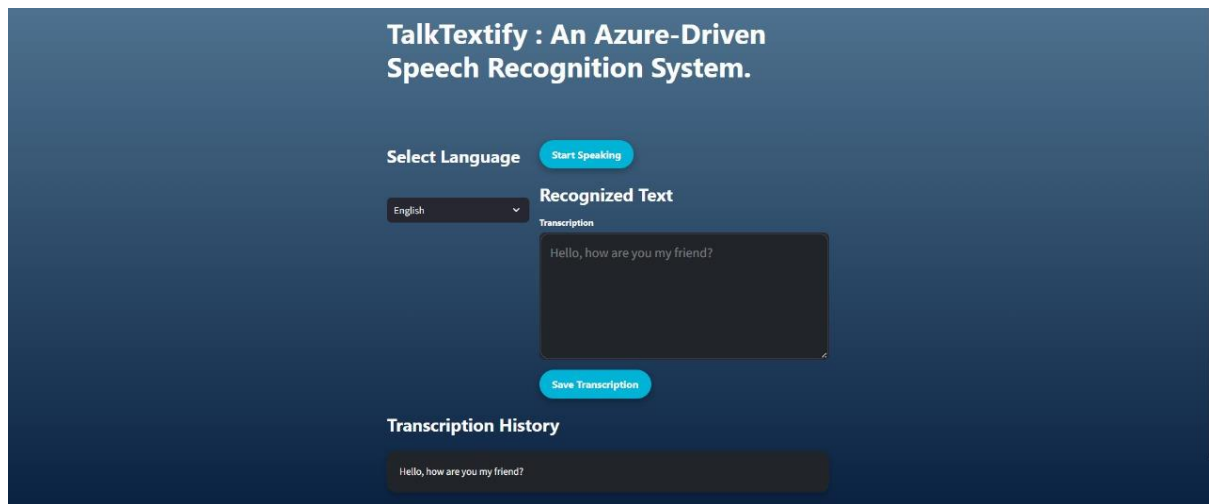 TalkTextify : An Azure-Driven
Speech Recognition System.
Select Language
Start Speaking
English
Recognized Text
Transcription
Hello, how are you my friend?
Save Transcription
Transcription History
Hello, how are you my friend?